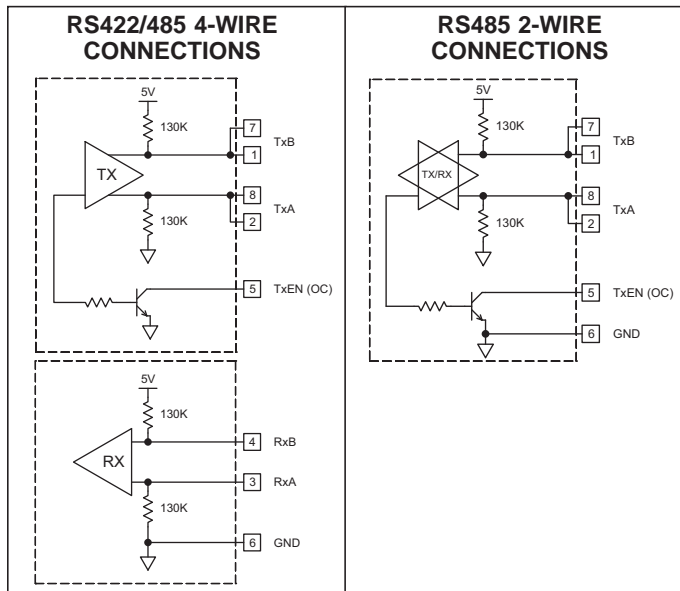 RS422/485 4-WIRE
CONNECTIONS
5V
130K
7
TxB
1
TX
8
TxA
130K
2
5
TxEN (OC)
5V
130K
4
RxB
RX
3
RxA
130K
6
GND
RS485 2-WIRE
CONNECTIONS
5V
130K
7
TxB
1
TX/RX
8
TxA
130K
2
5
TxEN (OC)
6
GND